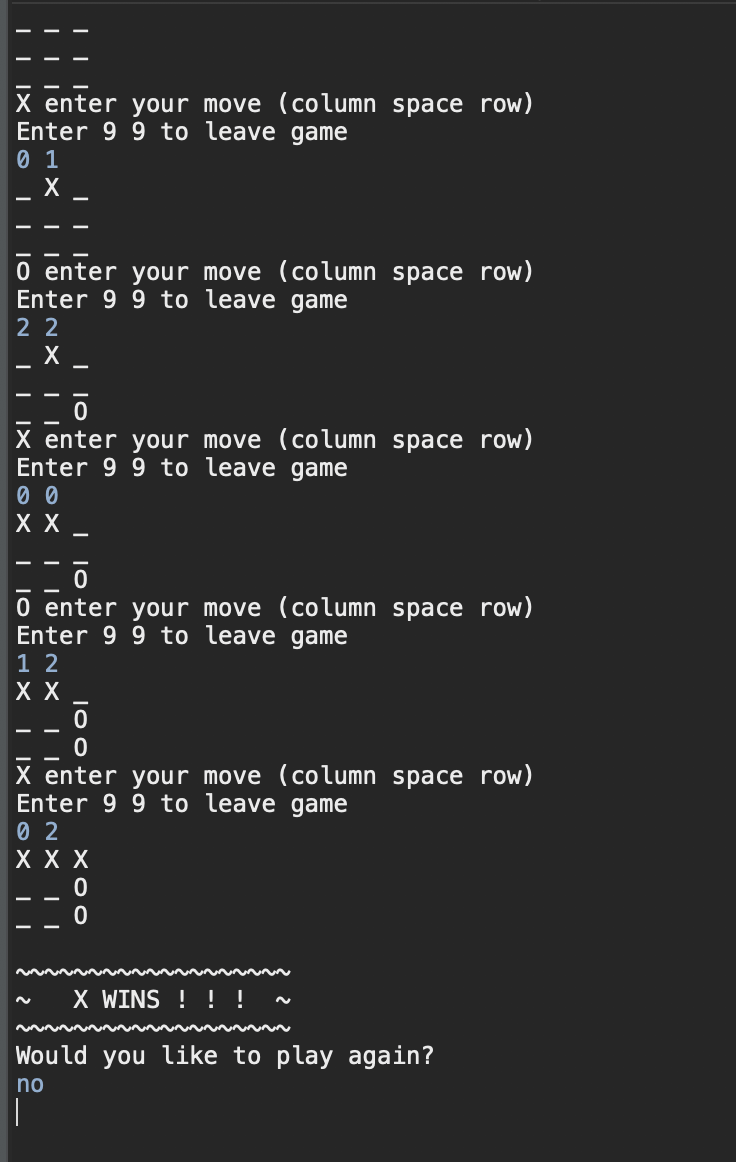 _ _ _
_ _ _
_ _ _
X enter your move (column space row)
Enter 9 9 to leave game
0 1
_ X _
_ _ _
_ _ _
O enter your move (column space row)
Enter 9 9 to leave game
2 2
_ X _
_ _ _
_ _ O
X enter your move (column space row)
Enter 9 9 to leave game
0 0
X X _
_ _ _
_ _ O
O enter your move (column space row)
Enter 9 9 to leave game
1 2
X X _
_ _ O
_ _ O
X enter your move (column space row)
Enter 9 9 to leave game
0 2
X X X
_ _ O
_ _ O

~~~~~~~~~~~~~~~~~~~
~   X WINS ! ! !  ~
~~~~~~~~~~~~~~~~~~~
Would you like to play again?
no